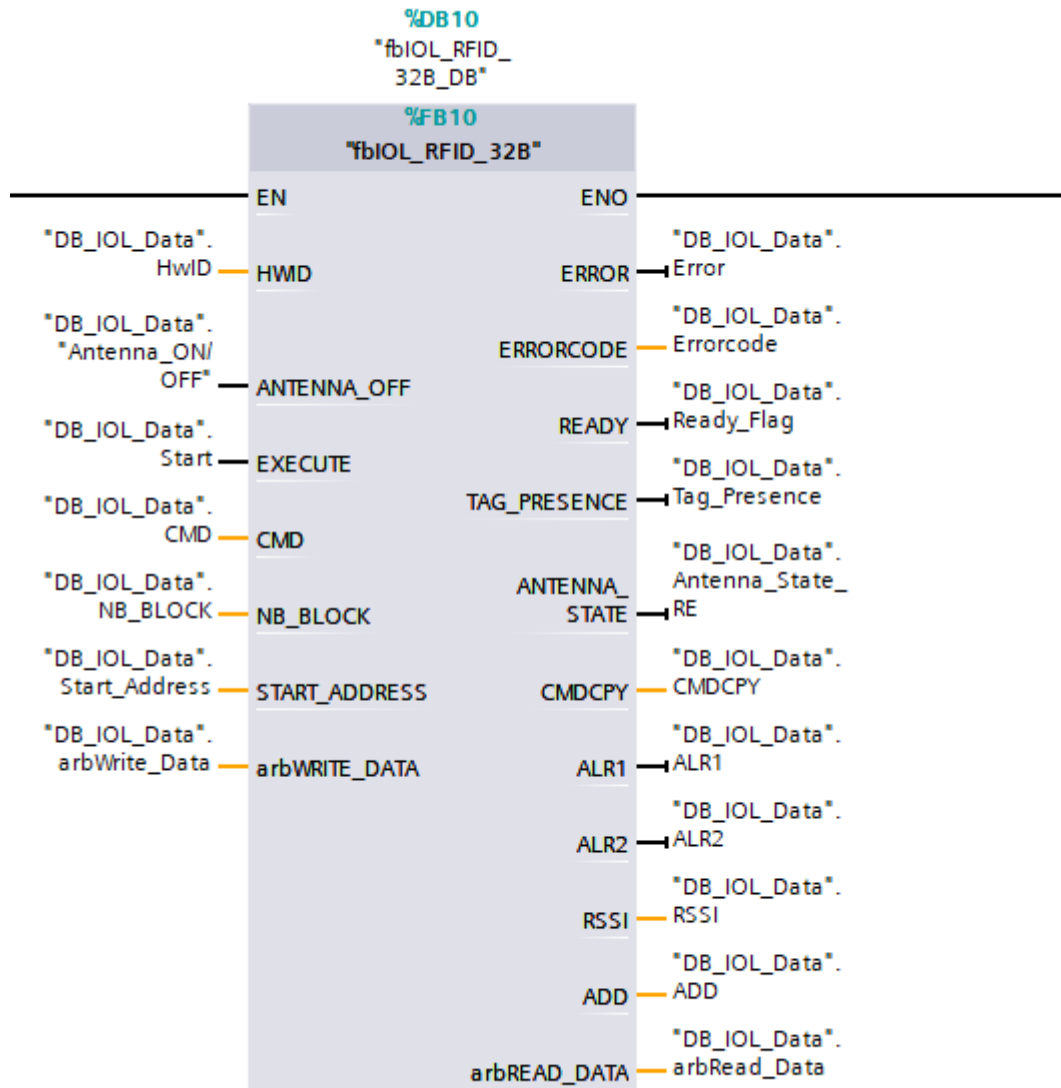 %DB10
"fbIOL_RFID_
32B_DB"
%FB10
"fbIOL_RFID_32B"
EN
ENO
"DB_IOL_Data".
HwID
HWID
ERROR
"DB_IOL_Data".
Error
"DB_IOL_Data".
"Antenna_ON/
OFF"
ANTENNA_OFF
ERRORCODE
"DB_IOL_Data".
Errorcode
READY
"DB_IOL_Data".
Ready_Flag
"DB_IOL_Data".
Start
EXECUTE
TAG_PRESENCE
"DB_IOL_Data".
Tag_Presence
"DB_IOL_Data".
CMD
CMD
ANTENNA_
STATE
"DB_IOL_Data".
Antenna_State_
RE
"DB_IOL_Data".
NB_BLOCK
NB_BLOCK
"DB_IOL_Data".
Start_Address
START_ADDRESS
CMDCPY
"DB_IOL_Data".
CMDCPY
"DB_IOL_Data".
arbWrite_Data
arbWRITE_DATA
ALR1
"DB_IOL_Data".
ALR1
ALR2
"DB_IOL_Data".
ALR2
RSSI
"DB_IOL_Data".
RSSI
ADD
"DB_IOL_Data".
ADD
arbREAD_DATA
"DB_IOL_Data".
arbRead_Data